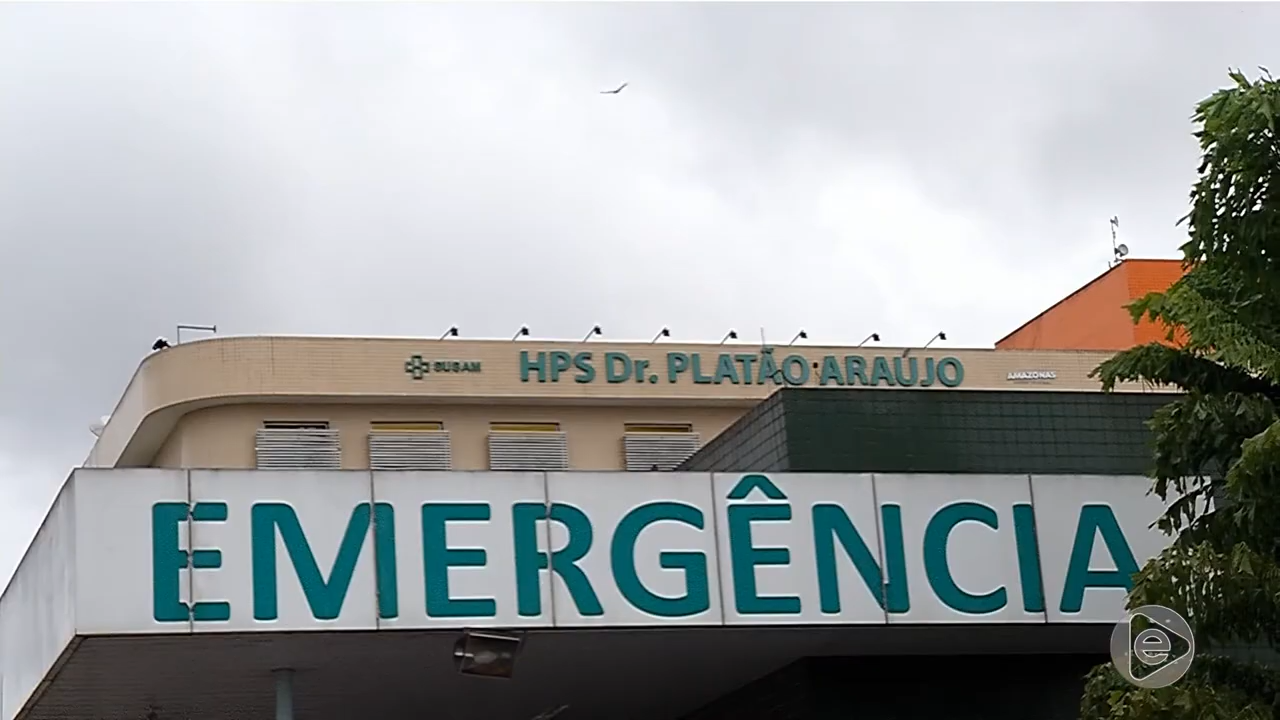 SUSAM
HPS Dr. PLATÃO ARAÚJO
AMAZONAS
EMERGÊNCIA
e